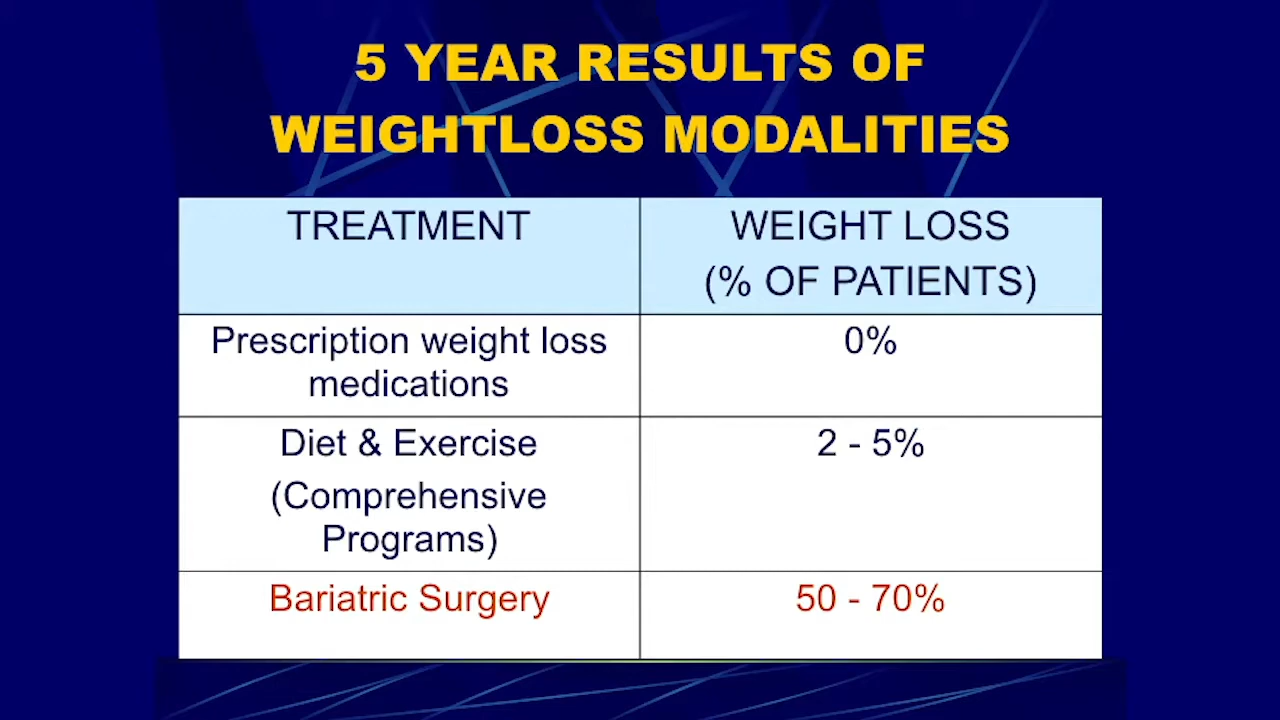 5 YEAR RESULTS OF
WEIGHTLOSS MODALITIES
TREATMENT
WEIGHT LOSS
(% OF PATIENTS)
Prescription weight loss
medications
0%
Diet & Exercise
(Comprehensive
Programs)
2 - 5%
Bariatric Surgery
50 - 70%